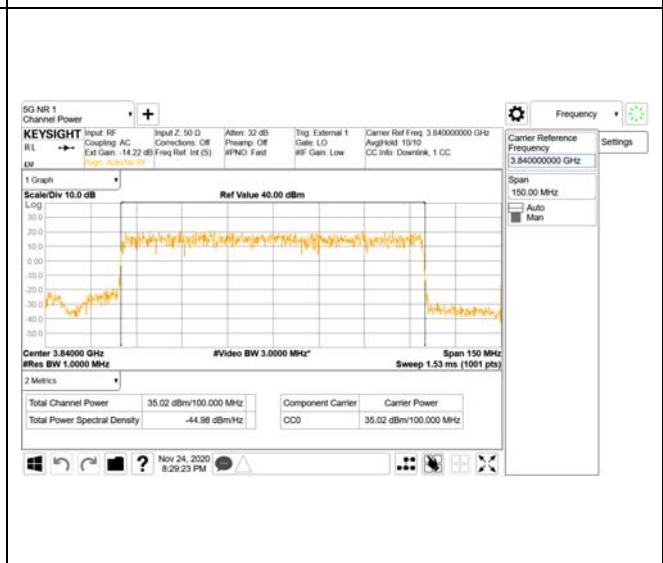 5G NR 1
Channel Power
Frequency
Settings
KEYSIGHT
RL
Input: RF
Coupling: AC
Ext Gain: -14.22 dB
Align: Auto/No RF
Input Z: 50 Ω
Corrections: Off
Freq Ref: Int (S)
Atten: 32 dB
Preamp: Off
#PNO: Fast
Trig: External 1
Gate: LO
#IF Gain: Low
Carrier Ref Freq: 3.840000000 GHz
Avg|Hold: 10/10
CC Info: Downlink, 1 CC
Carrier Reference
Frequency
3.840000000 GHz
Span
150.00 MHz
Auto
Man
1 Graph
Scale/Div 10.0 dB
Ref Value 40.00 dBm
Log
30.0
20.0
10.0
0.00
-10.0
-20.0
-30.0
-40.0
-50.0
Center 3.84000 GHz
#Video BW 3.0000 MHz*
Span 150 MHz
#Res BW 1.0000 MHz
Sweep 1.53 ms (1001 pts)
2 Metrics
Total Channel Power 35.02 dBm/100.000 MHz
Total Power Spectral Density -44.98 dBm/Hz
Component Carrier Carrier Power
CC0 35.02 dBm/100.000 MHz
?
Nov 24, 2020
8:29:23 PM